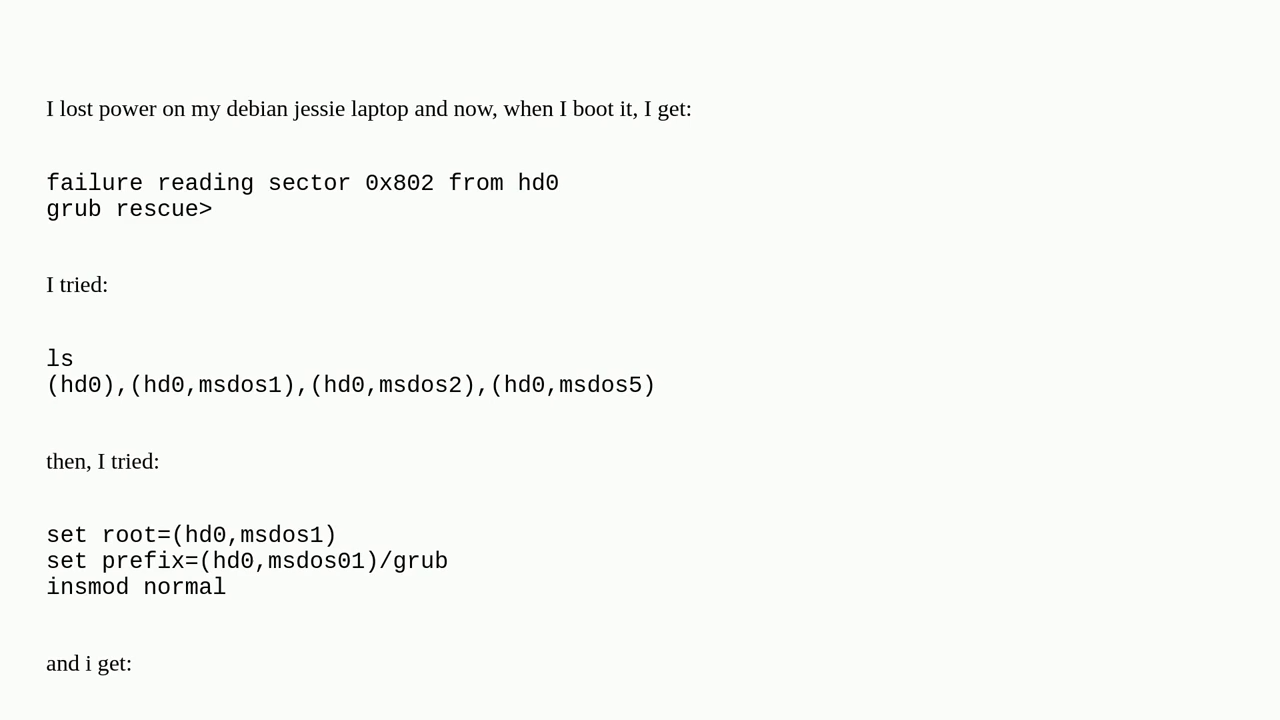 I lost power on my debian jessie laptop and now, when I boot it, I get:
failure reading sector 0x802 from hd0
grub rescue>
I tried:
ls
(hd0),(hd0,msdos1),(hd0,msdos2),(hd0,msdos5)
then, I tried:
set root=(hd0,msdos1)
set prefix=(hd0,msdos01)/grub
insmod normal
and i get: